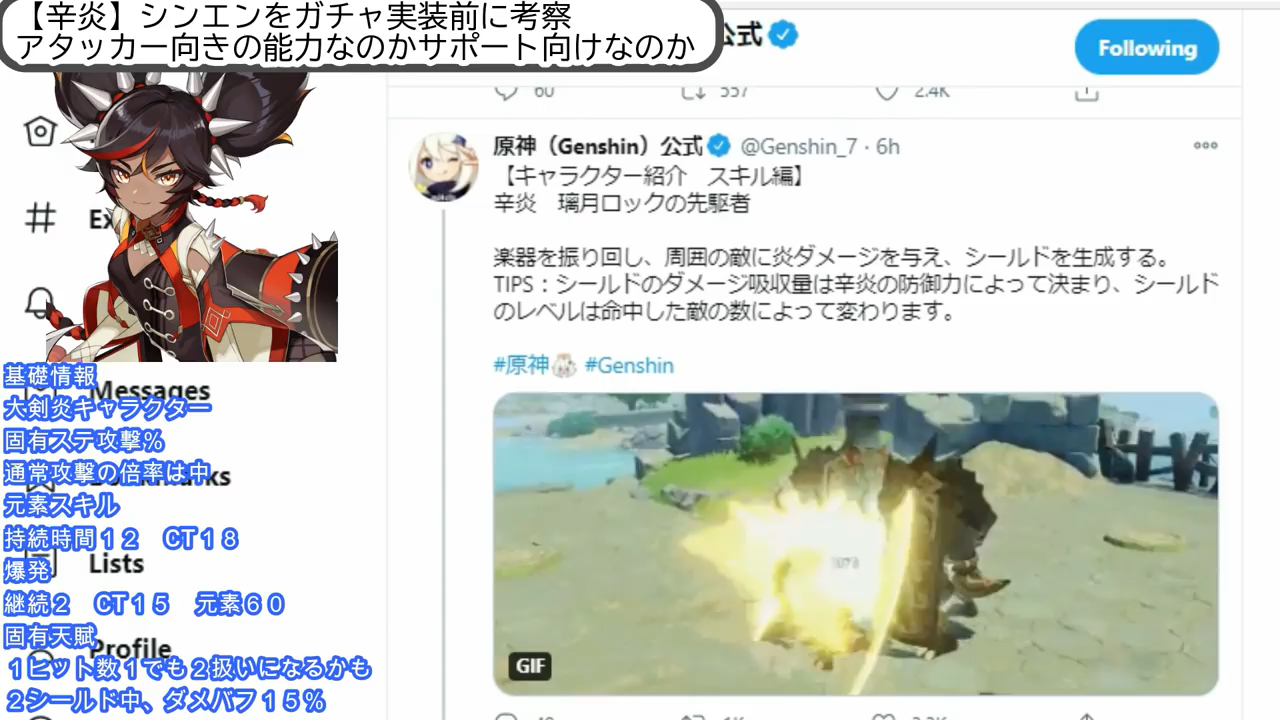 【辛炎】シンエンをガチャ実装前に考察
アタッカー向きの能力なのかサポート向けなのか
公式
Following
60
557
2.4K
原神（Genshin）公式 @Genshin_7 · 6h
【キャラクター紹介　スキル編】
辛炎　璃月ロックの先駆者
楽器を振り回し、周囲の敵に炎ダメージを与え、シールドを生成する。
TIPS：シールドのダメージ吸収量は辛炎の防御力によって決まり、シールド
のレベルは命中した敵の数によって変わります。
#原神 #Genshin
GIF
Ex
Messages
Lists
Profile
基礎情報
大剣炎キャラクター
固有ステ攻撃%
通常攻撃の倍率は中
元素スキル
持続時間１２　CT１８
爆発
継続２　CT１５　元素６０
固有天賦
１ヒット数１でも２扱いになるかも
２シールド中、ダメバフ１５％